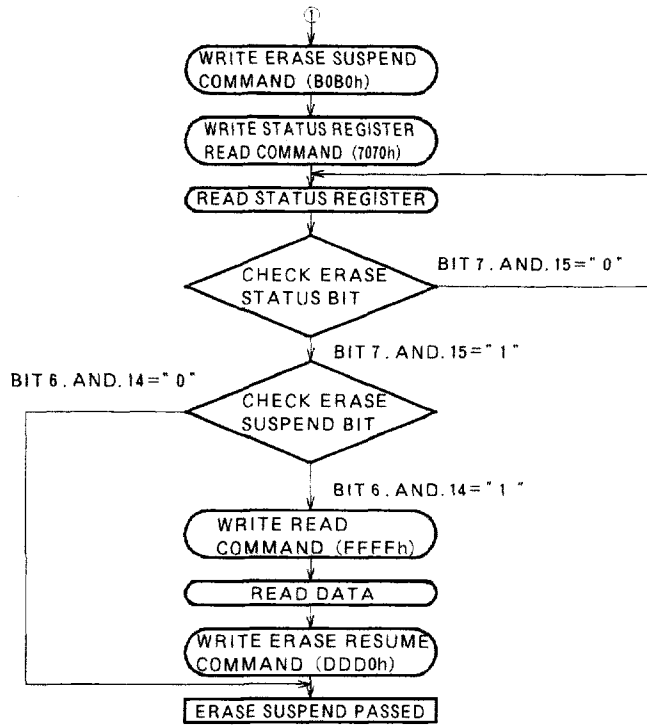 1
WRITE ERASE SUSPEND
COMMAND (B0B0h)
WRITE STATUS REGISTER
READ COMMAND (7070h)
READ STATUS REGISTER
CHECK ERASE
STATUS BIT
BIT 7. AND. 15="0"
BIT 7. AND. 15="1"
BIT 6. AND. 14="0"
CHECK ERASE
SUSPEND BIT
BIT 6. AND. 14="1"
WRITE READ
COMMAND (FFFFh)
READ DATA
WRITE ERASE RESUME
COMMAND (DDD0h)
ERASE SUSPEND PASSED